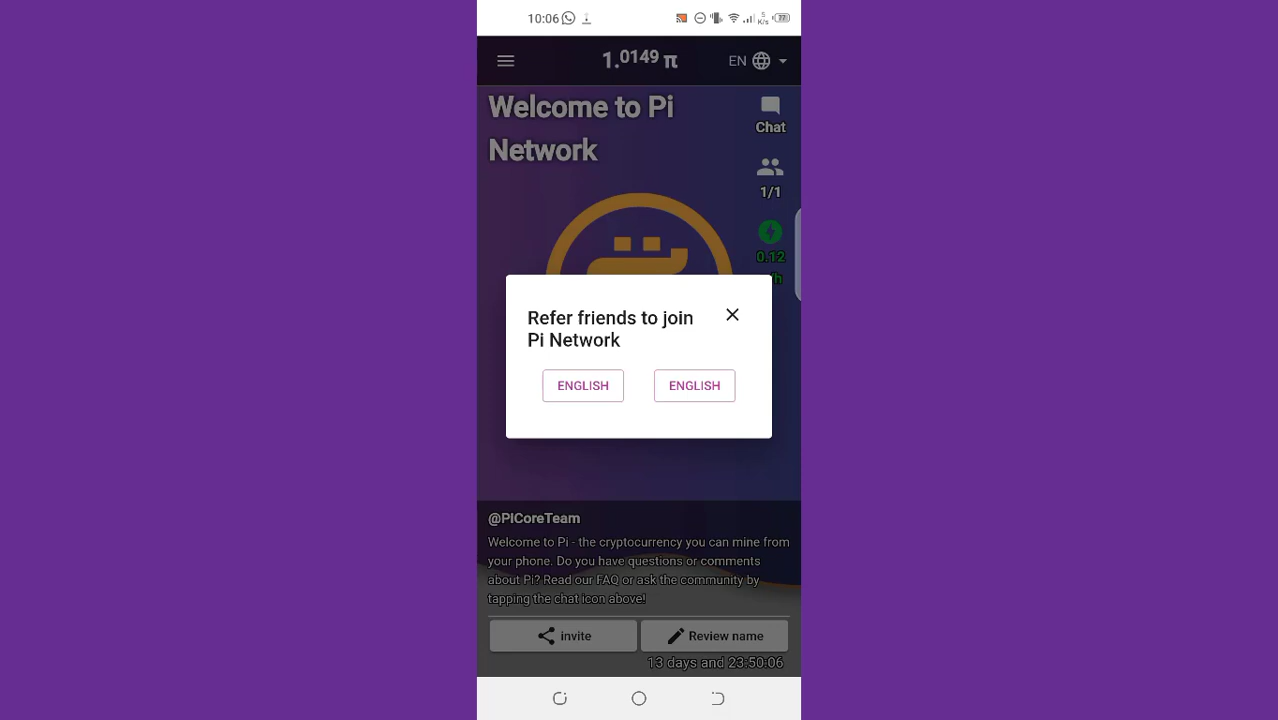 10:06
5
K/s
77
1.0149 π
EN
Welcome to Pi
Network
Chat
1/1
0.12
/h
Refer friends to join
Pi Network
ENGLISH
ENGLISH
@PiCoreTeam
Welcome to Pi - the cryptocurrency you can mine from
your phone. Do you have questions or comments
about Pi? Read our FAQ or ask the community by
tapping the chat icon above!
invite
Review name
13 days and 23:50:06